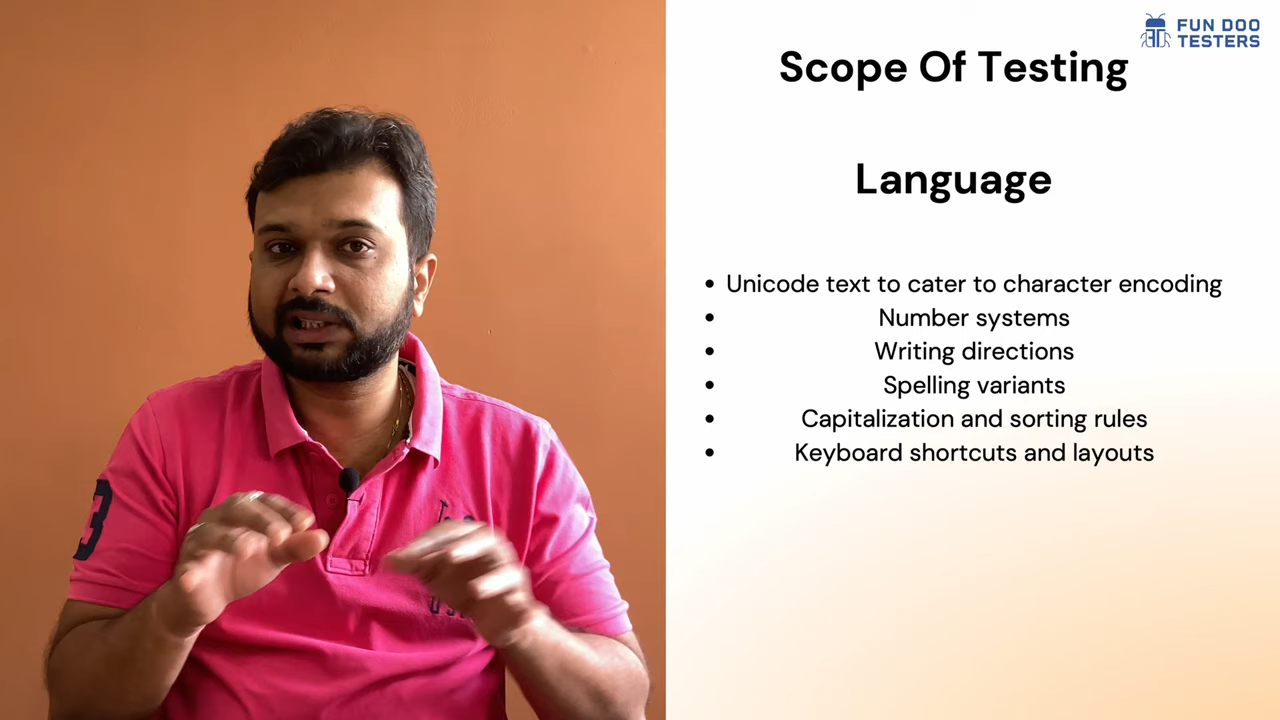 FUN DOO
TESTERS
Scope Of Testing
Language
• Unicode text to cater to character encoding
• Number systems
• Writing directions
• Spelling variants
• Capitalization and sorting rules
• Keyboard shortcuts and layouts
3